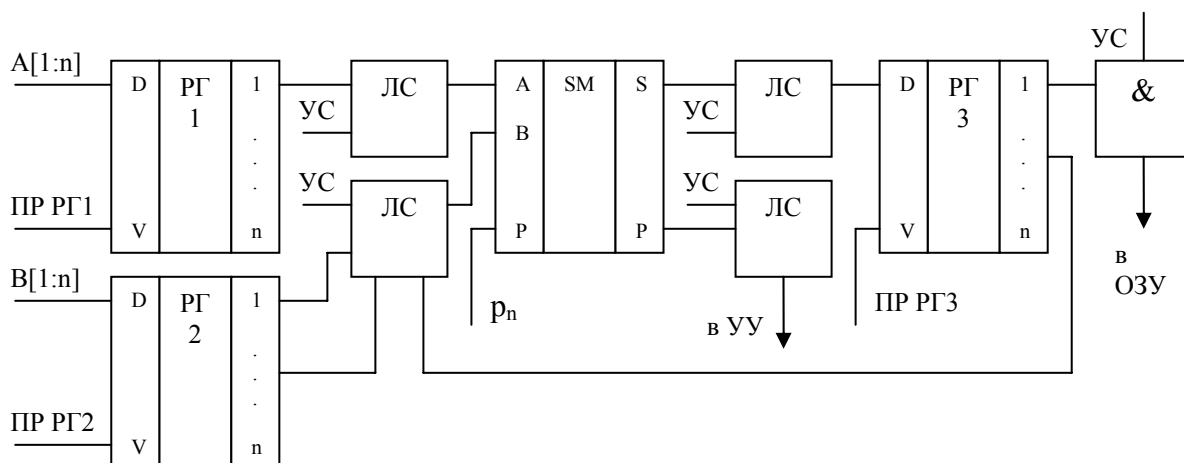 УС
A[1:n]
D РГ 1 1
.
.
.
ПР РГ1
V n
ЛС
УС
УС
ЛС
A SM S
B
P P
pn
ЛС
УС
УС
ЛС
в УУ
D РГ 3 1
.
.
.
V n
ПР РГ3
&
в
ОЗУ
B[1:n]
D РГ 2 1
.
.
.
ПР РГ2
V n